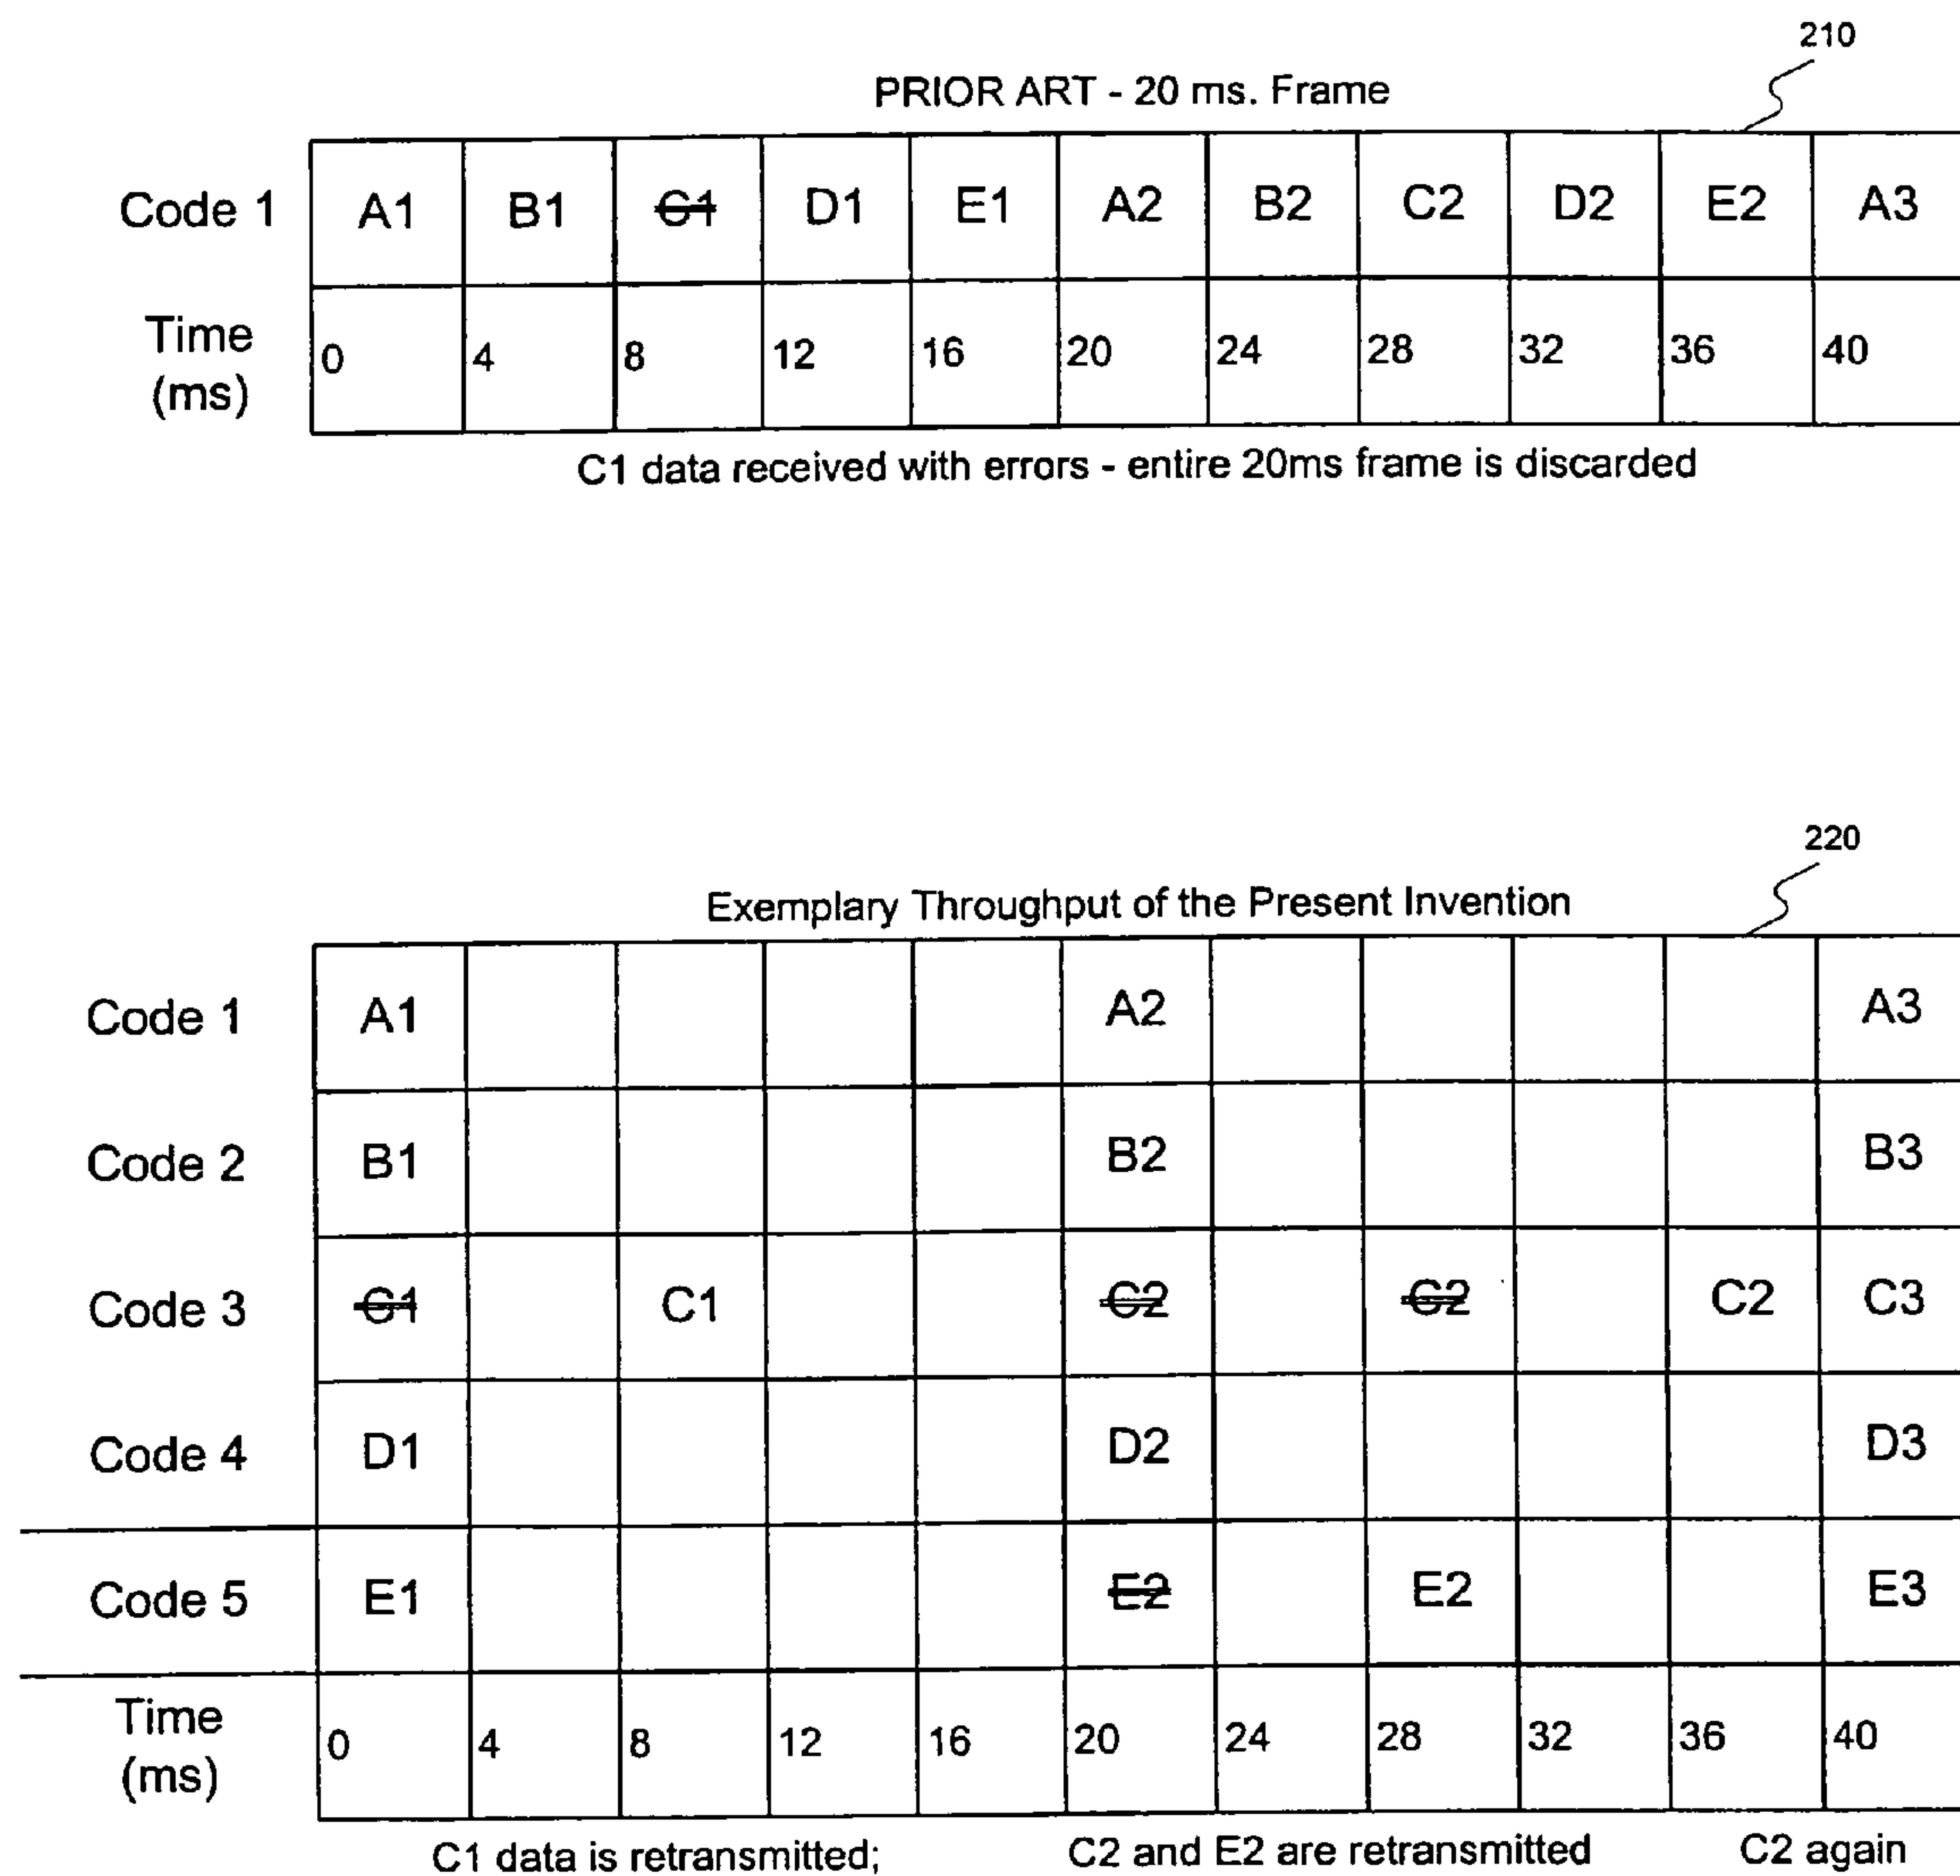 210
PRIOR ART - 20 ms. Frame
Code 1 A1 B1 C1 D1 E1 A2 B2 C2 D2 E2 A3
Time (ms) 0 4 8 12 16 20 24 28 32 36 40
C1 data received with errors - entire 20ms frame is discarded
220
Exemplary Throughput of the Present Invention
Code 1 A1 A2 A3
Code 2 B1 B2 B3
Code 3 C1 C1 C2 C2 C2 C3
Code 4 D1 D2 D3
Code 5 E1 E2 E2 E3
Time (ms) 0 4 8 12 16 20 24 28 32 36 40
C1 data is retransmitted; C2 and E2 are retransmitted C2 again